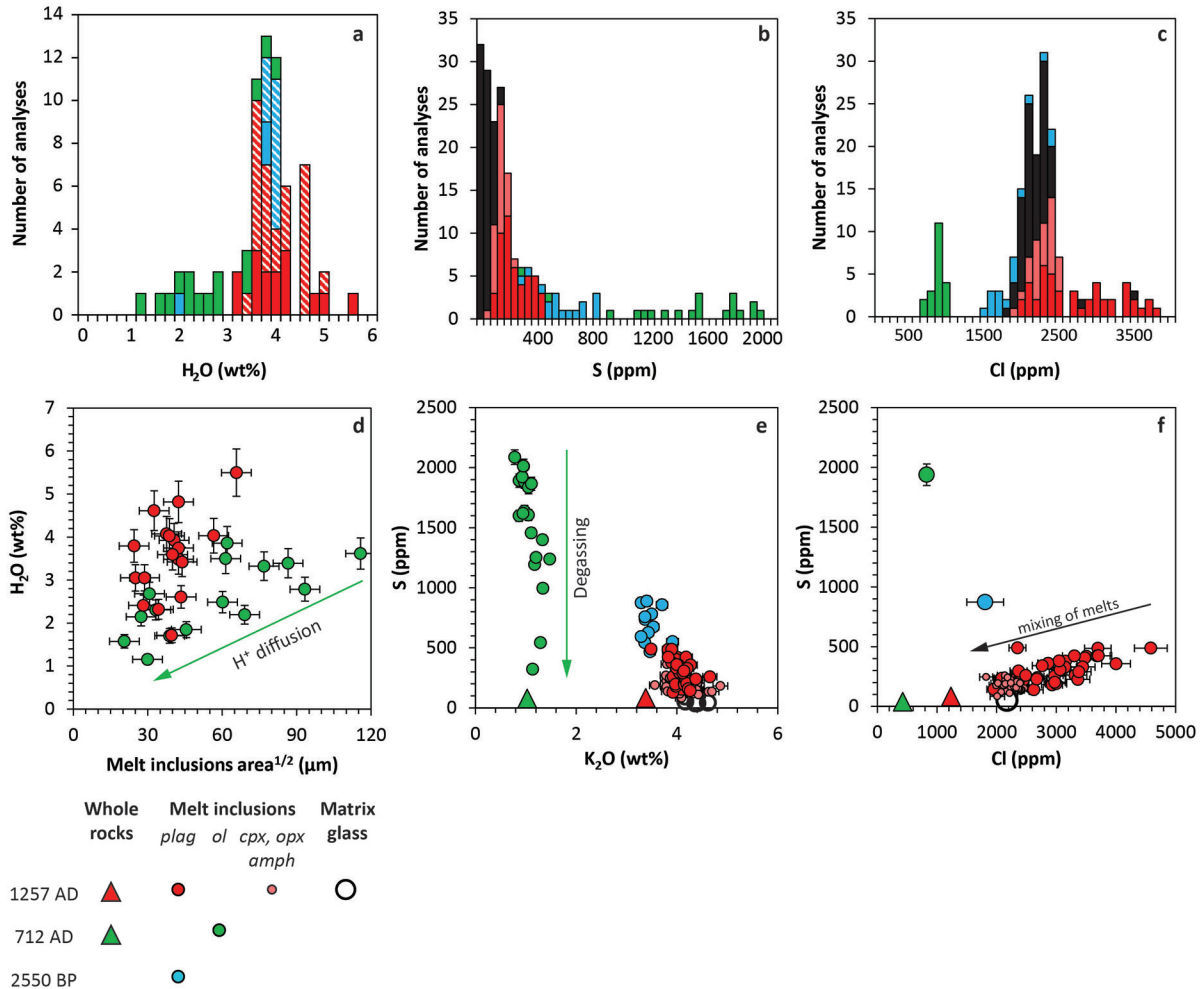 a
14
12
10
8
6
4
2
0
Number of analyses
0 1 2 3 4 5 6
H2O (wt%)
b
35
30
25
20
15
10
5
0
Number of analyses
400 800 1200 1600 2000
S (ppm)
c
35
30
25
20
15
10
5
0
Number of analyses
500 1500 2500 3500
Cl (ppm)
d
7
6
5
4
3
2
1
0
H2O (wt%)
H+ diffusion
0 30 60 90 120
Melt inclusions area1/2 (µm)
e
2500
2000
1500
1000
500
0
S (ppm)
Degassing
0 2 4 6
K2O (wt%)
f
2500
2000
1500
1000
500
0
S (ppm)
mixing of melts
0 1000 2000 3000 4000 5000
Cl (ppm)
Whole rocks
Melt inclusions
Matrix glass
plag ol cpx, opx
amph
1257 AD
712 AD
2550 BP